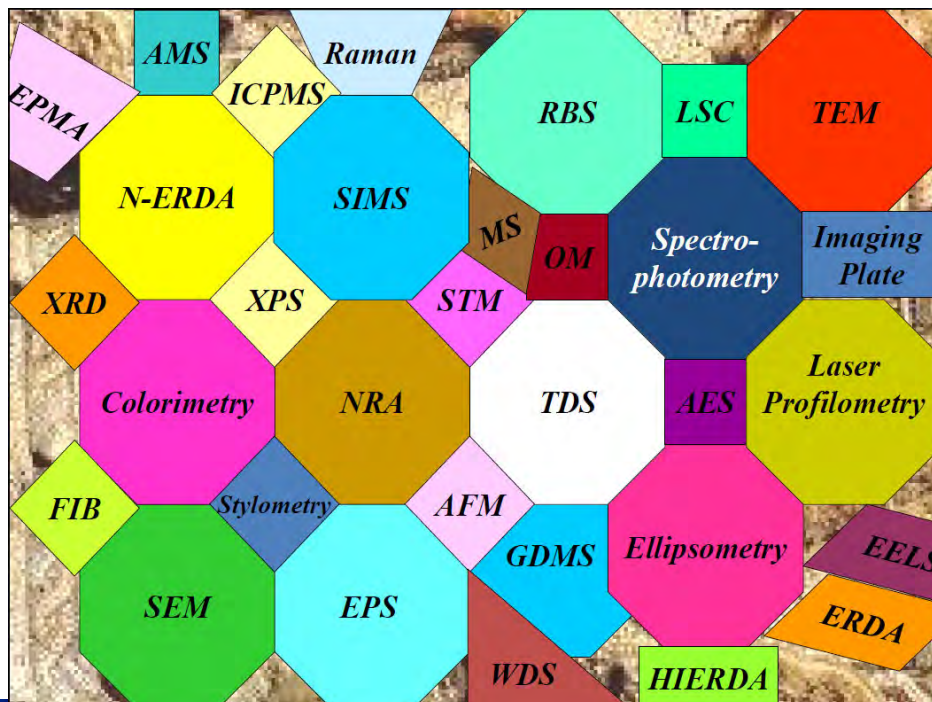 AMS
Raman
EPMA
ICPMS
RBS
LSC
TEM
N-ERDA
SIMS
MS
OM
Spectro-
photometry
Imaging
Plate
XRD
XPS
STM
Colorimetry
NRA
TDS
AES
Laser
Profilometry
FIB
Stylometry
AFM
GDMS
Ellipsometry
EELS
SEM
EPS
ERDA
WDS
HIERDA